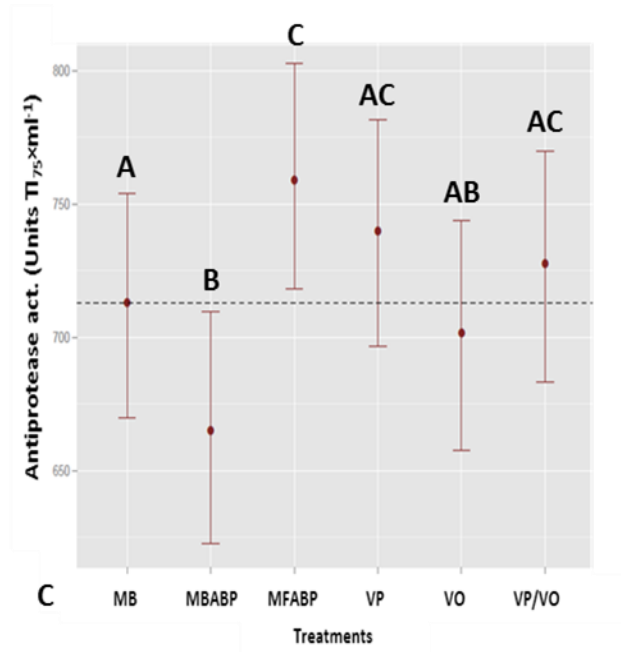 C
800
AC
AC
A
AB
750
B
700
650
Antiprotease act. (Units TI75×ml-1)
C MB MBABP MFABP VP VO VP/VO
Treatments